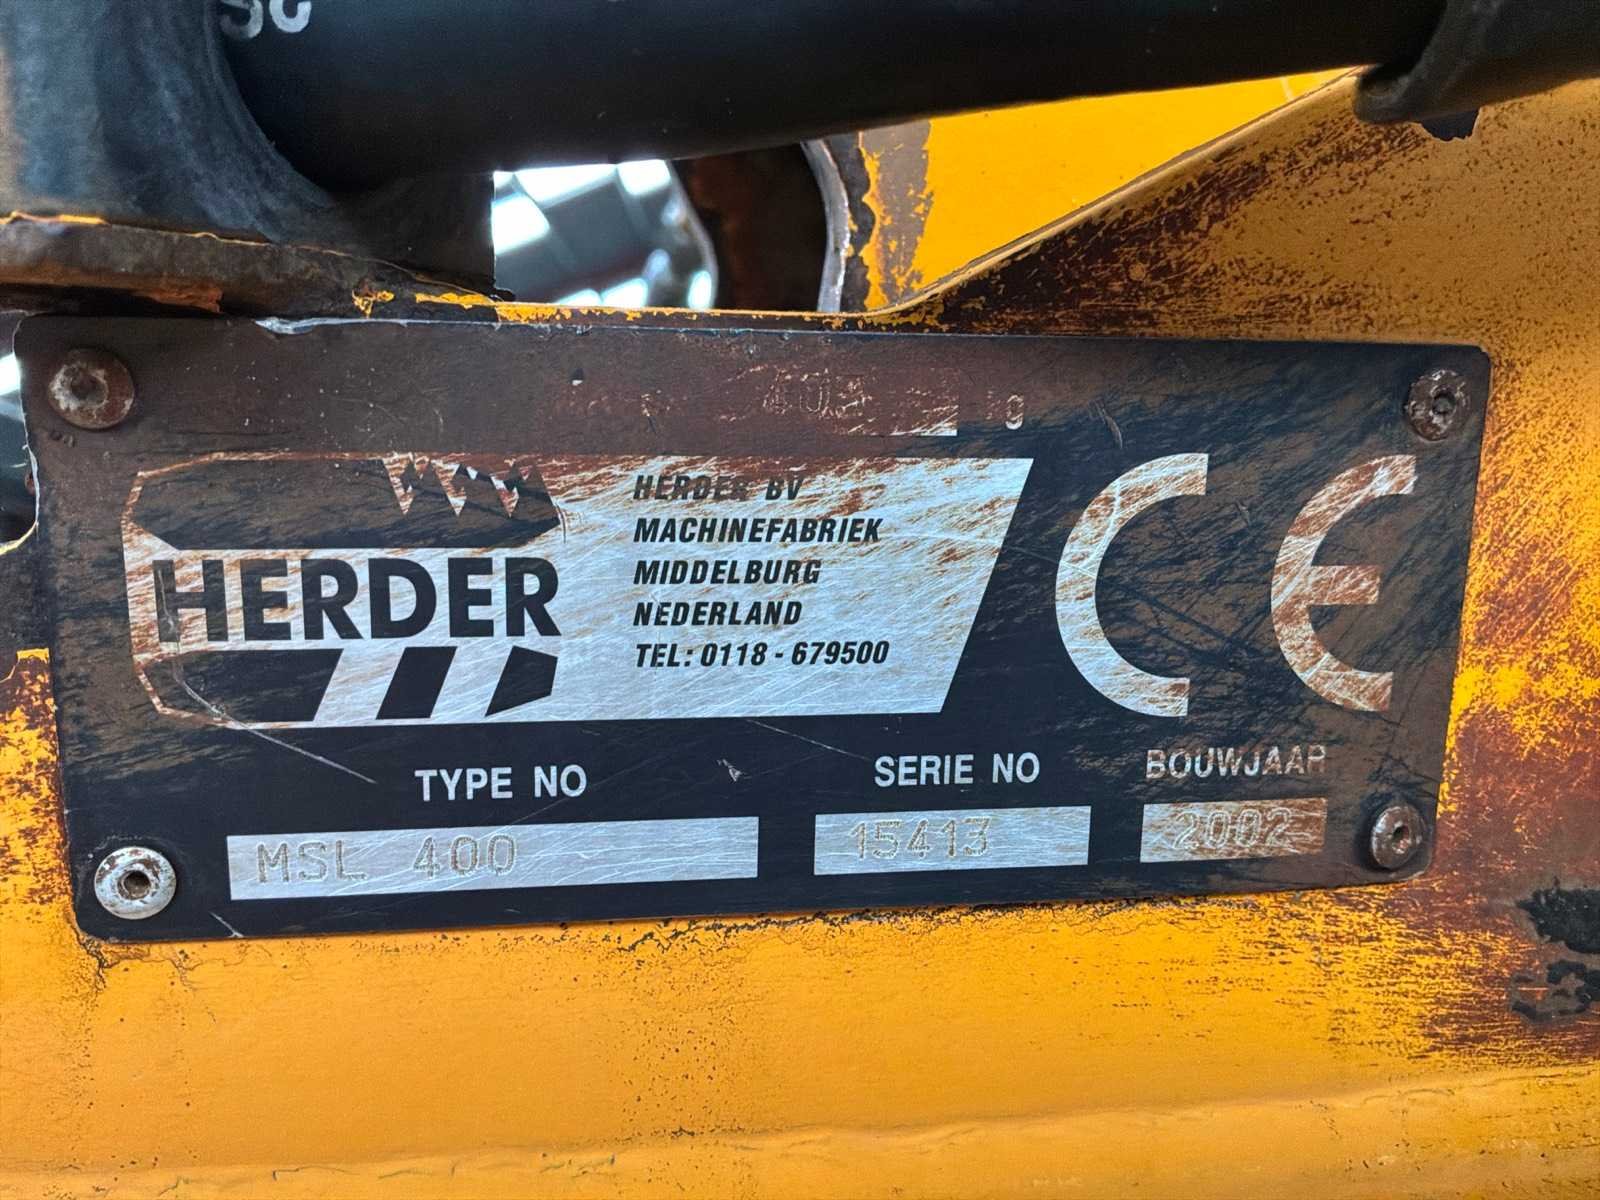 HERDER
HERDER BV
MACHINEFABRIEK
MIDDELBURG
NEDERLAND
TEL: 0118 - 679500
CE
TYPE NO
SERIE NO
BOUWJAAR
MSL 400
15413
2002